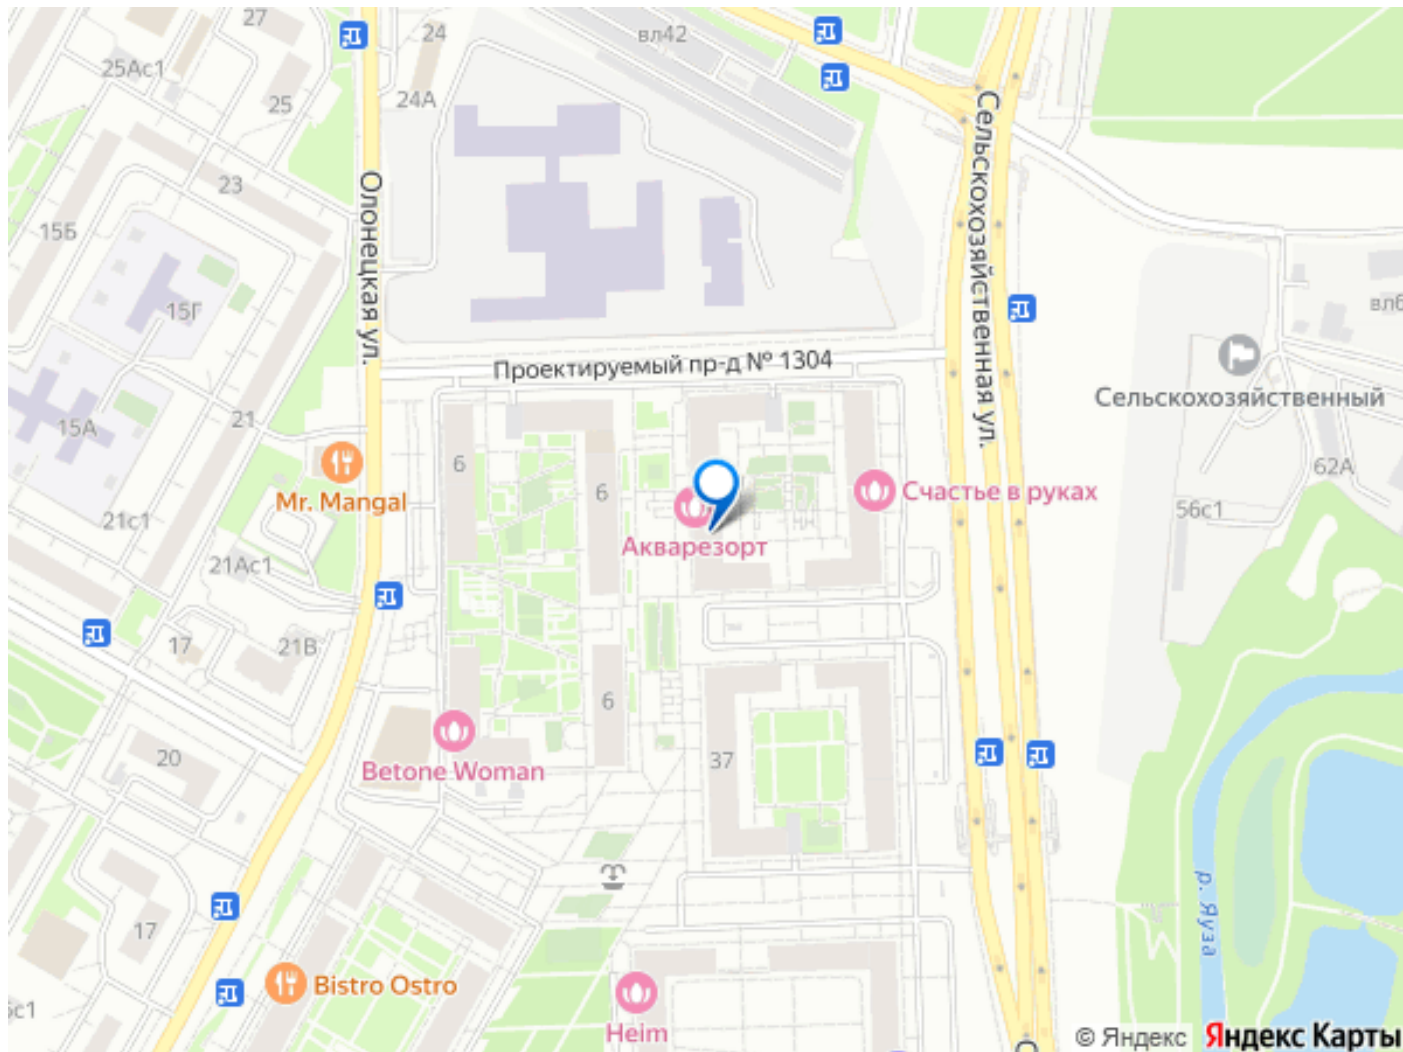 27
24
вл42
25Ас1
25
24А
Сельскохозяйственная ул.
Олонецкая ул.
23
15Б
15Г
влб
Проектируемый пр-д № 1304
Сельскохозяйственный
21
15А
6
6
Mr. Mangal
Счастье в руках
62А
56с1
21с1
Акварезорт
21Ас1
17
21В
6
20
Betone Woman
37
р. Яуза
17
Bistro Ostro
с1
Heim
© Яндекс
Яндекс Карты